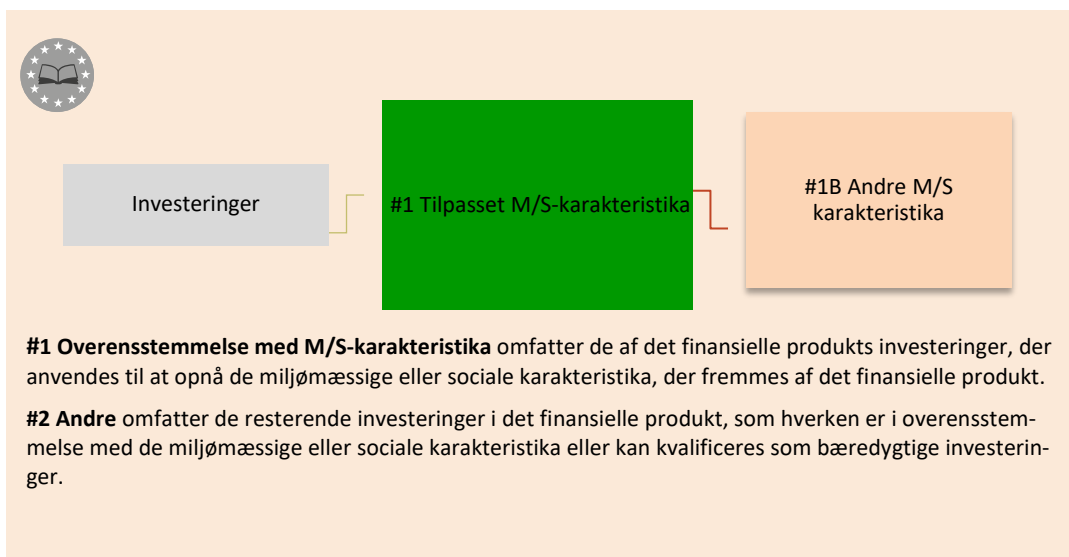 Investeringer
#1 Tilpasset M/S-karakteristika
#1B Andre M/S
karakteristika
#1 Overensstemmelse med M/S-karakteristika omfatter de af det finansielle produkts investeringer, der
anvendes til at opnå de miljømæssige eller sociale karakteristika, der fremmes af det finansielle produkt.
#2 Andre omfatter de resterende investeringer i det finansielle produkt, som hverken er i overensstem-
melse med de miljømæssige eller sociale karakteristika eller kan kvalificeres som bæredygtige investerin-
ger.